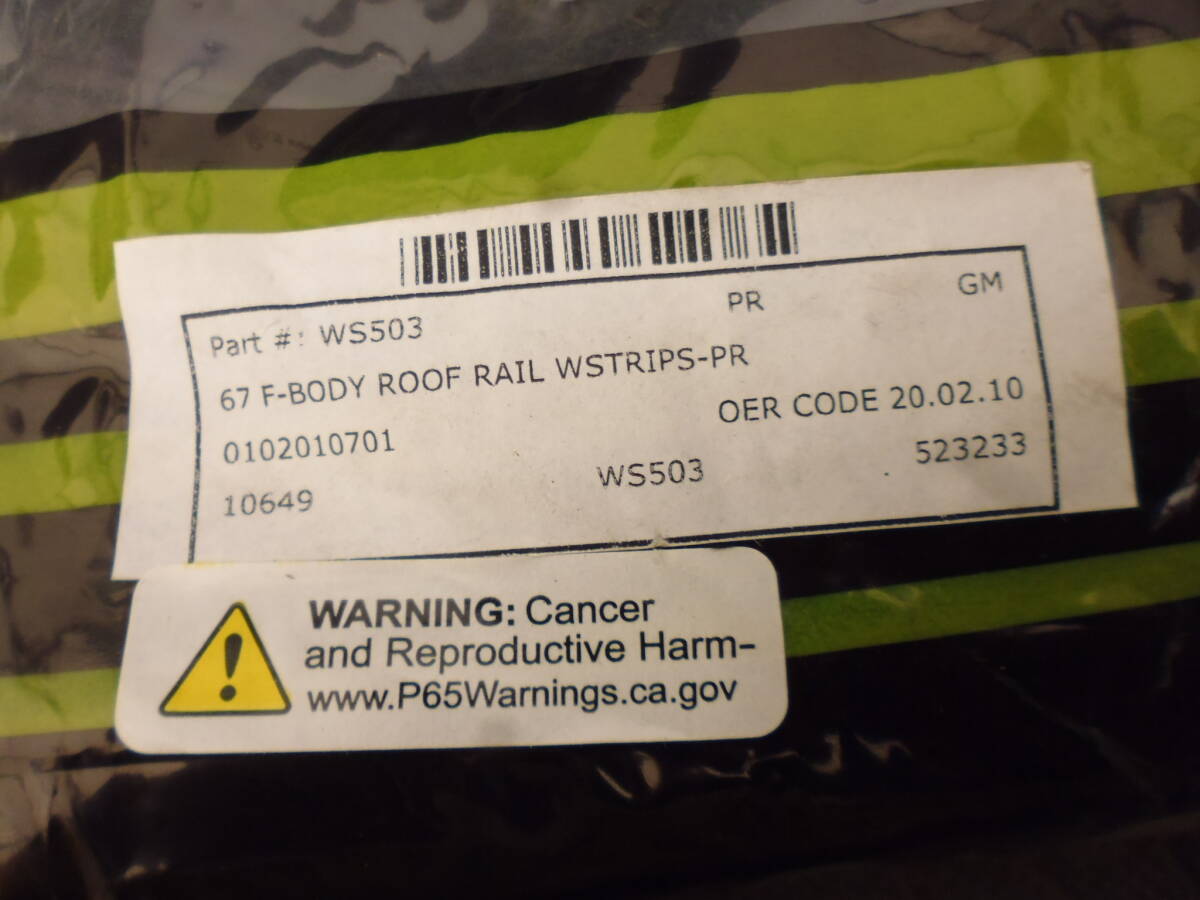 Part #: WS503 PR GM
67 F-BODY ROOF RAIL WSTRIPS-PR
0102010701 OER CODE 20.02.10
10649 WS503 523233
WARNING: Cancer
and Reproductive Harm-
www.P65Warnings.ca.gov